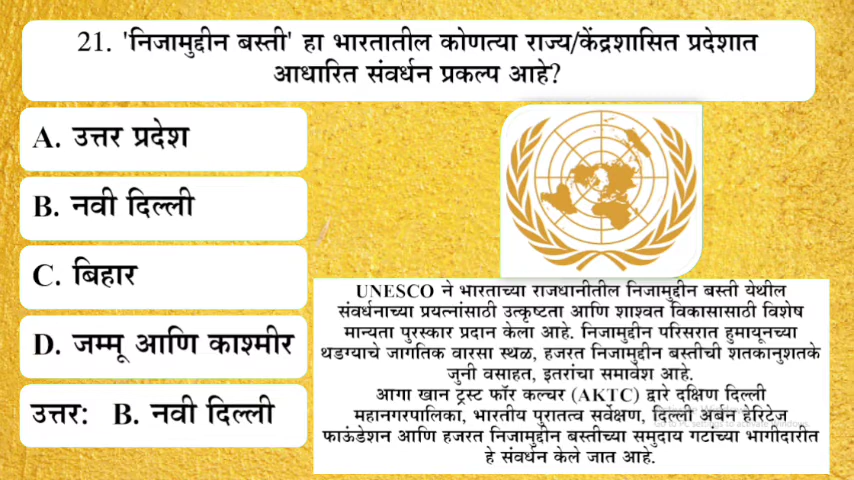 21. 'निजामुद्दीन बस्ती' हा भारतातील कोणत्या राज्य/केंद्रशासित प्रदेशात
आधारित संवर्धन प्रकल्प आहे?
A. उत्तर प्रदेश
B. नवी दिल्ली
C. बिहार
D. जम्मू आणि काश्मीर
उत्तर: B. नवी दिल्ली
UNESCO ने भारताच्या राजधानीतील निजामुद्दीन बस्ती येथील
संवर्धनाच्या प्रयत्नांसाठी उत्कृष्टता आणि शाश्वत विकासासाठी विशेष
मान्यता पुरस्कार प्रदान केला आहे. निजामुद्दीन परिसरात हुमायूनच्या
थडग्याचे जागतिक वारसा स्थळ, हजरत निजामुद्दीन बस्तीची शतकानुशतके
जुनी वसाहत, इतरांचा समावेश आहे.
आगा खान ट्रस्ट फॉर कल्चर (AKTC) द्वारे दक्षिण दिल्ली
महानगरपालिका, भारतीय पुरातत्व सर्वेक्षण, दिल्ली अर्बन हेरिटेज
फाऊंडेशन आणि हजरत निजामुद्दीन बस्तीच्या समुदाय गटांच्या भागीदारीत
हे संवर्धन केले जात आहे.